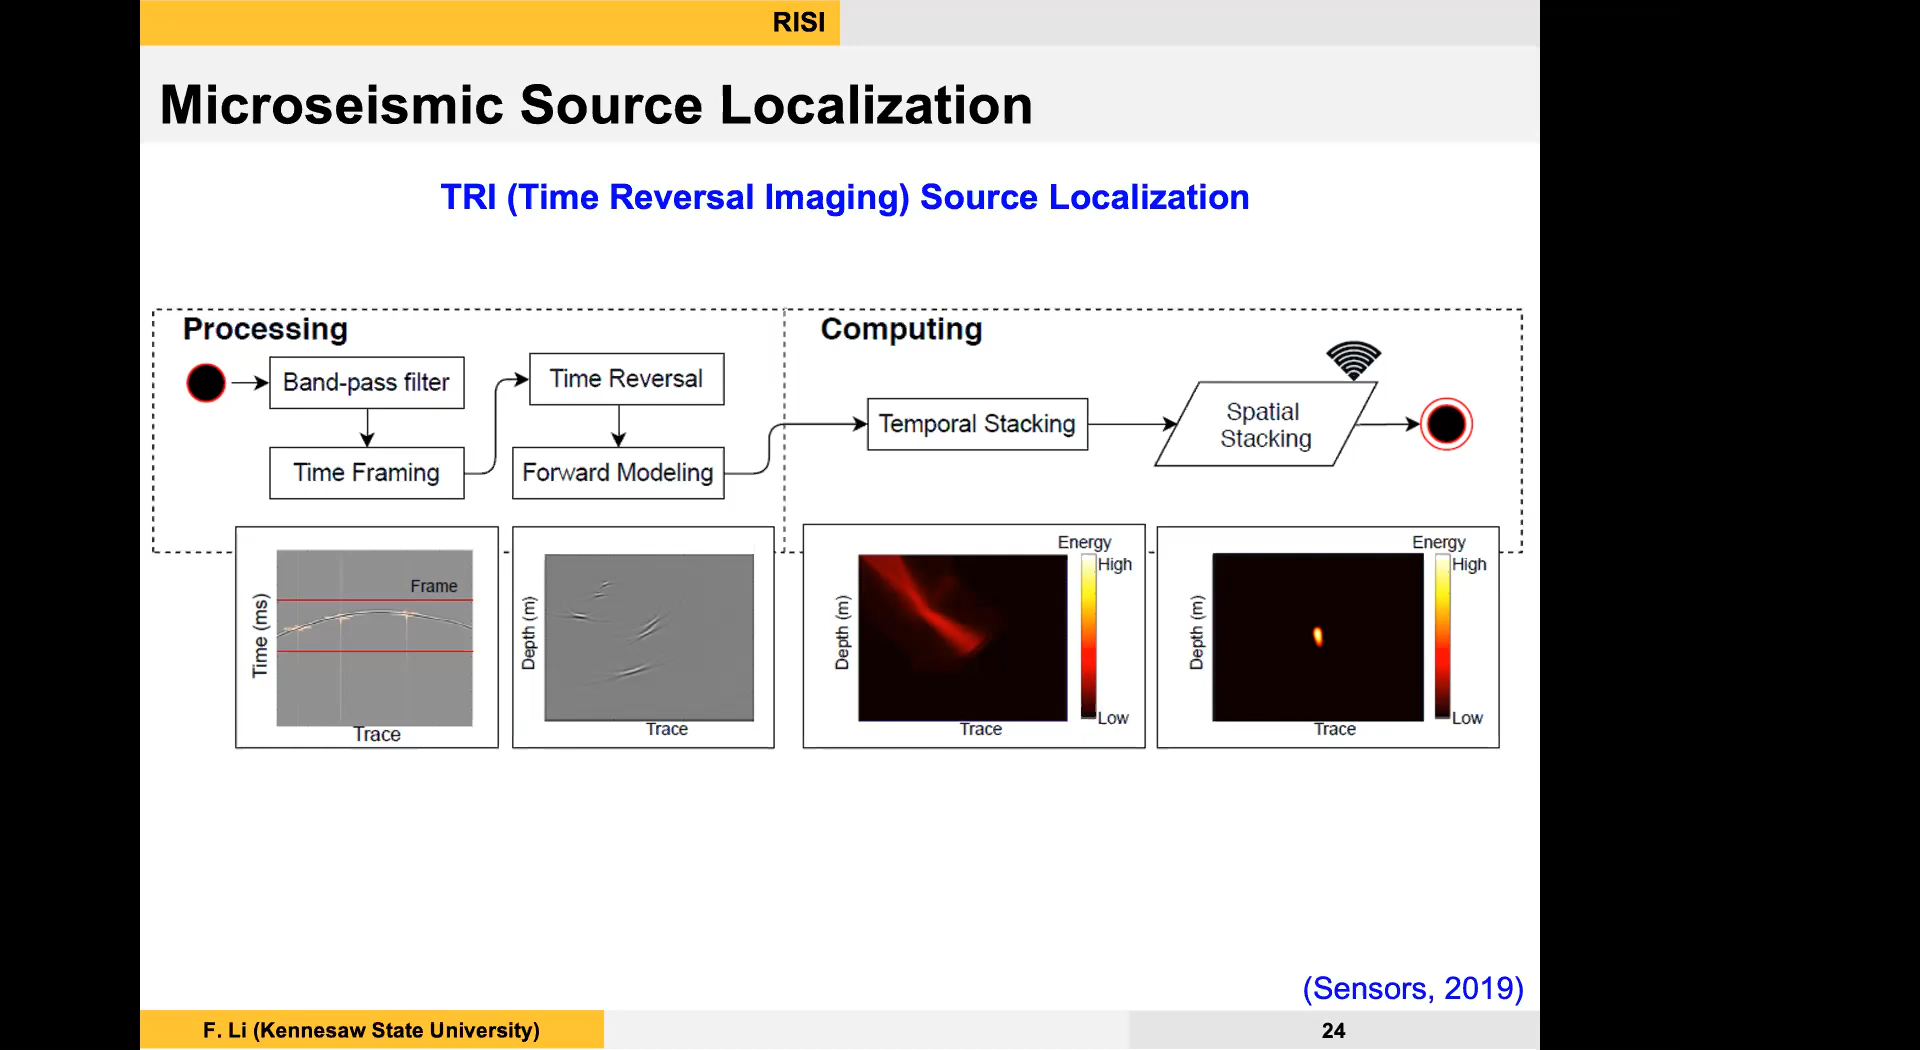 RISI
Microseismic Source Localization
TRI (Time Reversal Imaging) Source Localization
Processing
Band-pass filter
Time Framing
Time Reversal
Forward Modeling
Computing
Temporal Stacking
Spatial
Stacking
Frame
Time (ms)
Trace
Depth (m)
Trace
Energy
High
Low
Depth (m)
Trace
Energy
High
Low
Depth (m)
Trace
(Sensors, 2019)
F. Li (Kennesaw State University)
24